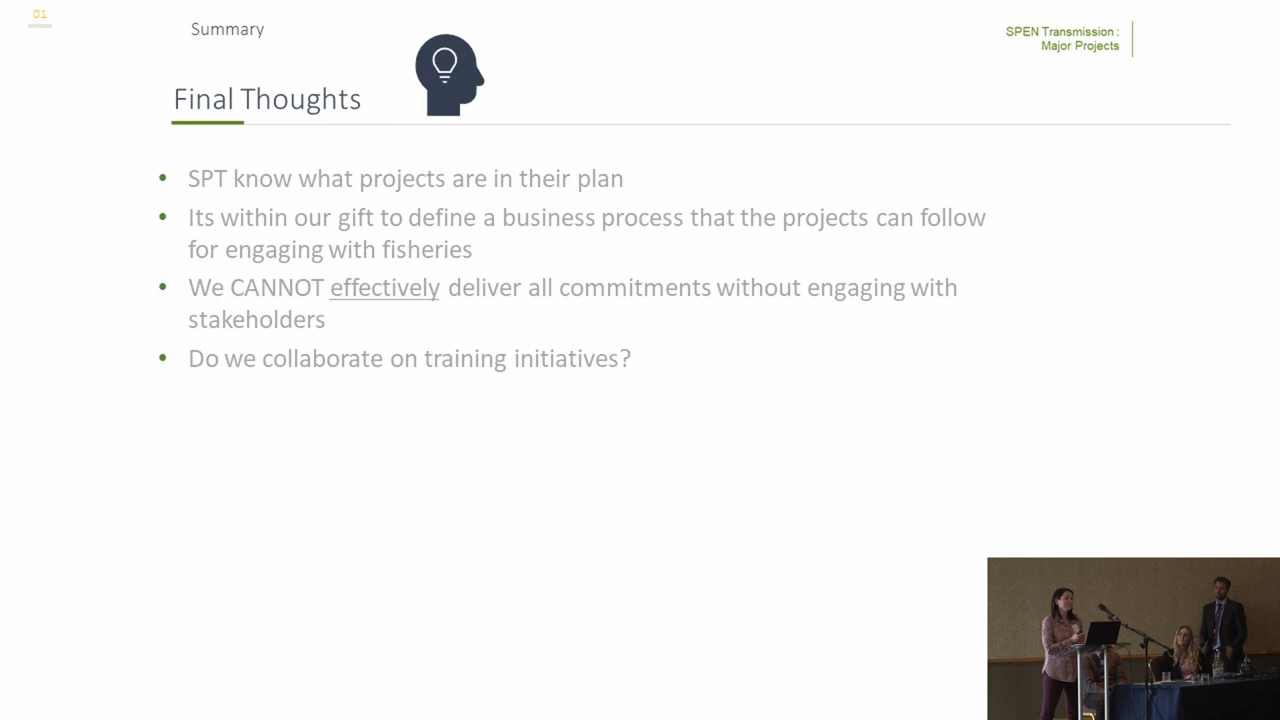 01
Summary
SPEN Transmission :
Major Projects
Final Thoughts
• SPT know what projects are in their plan
• Its within our gift to define a business process that the projects can follow
for engaging with fisheries
• We CANNOT effectively deliver all commitments without engaging with
stakeholders
• Do we collaborate on training initiatives?